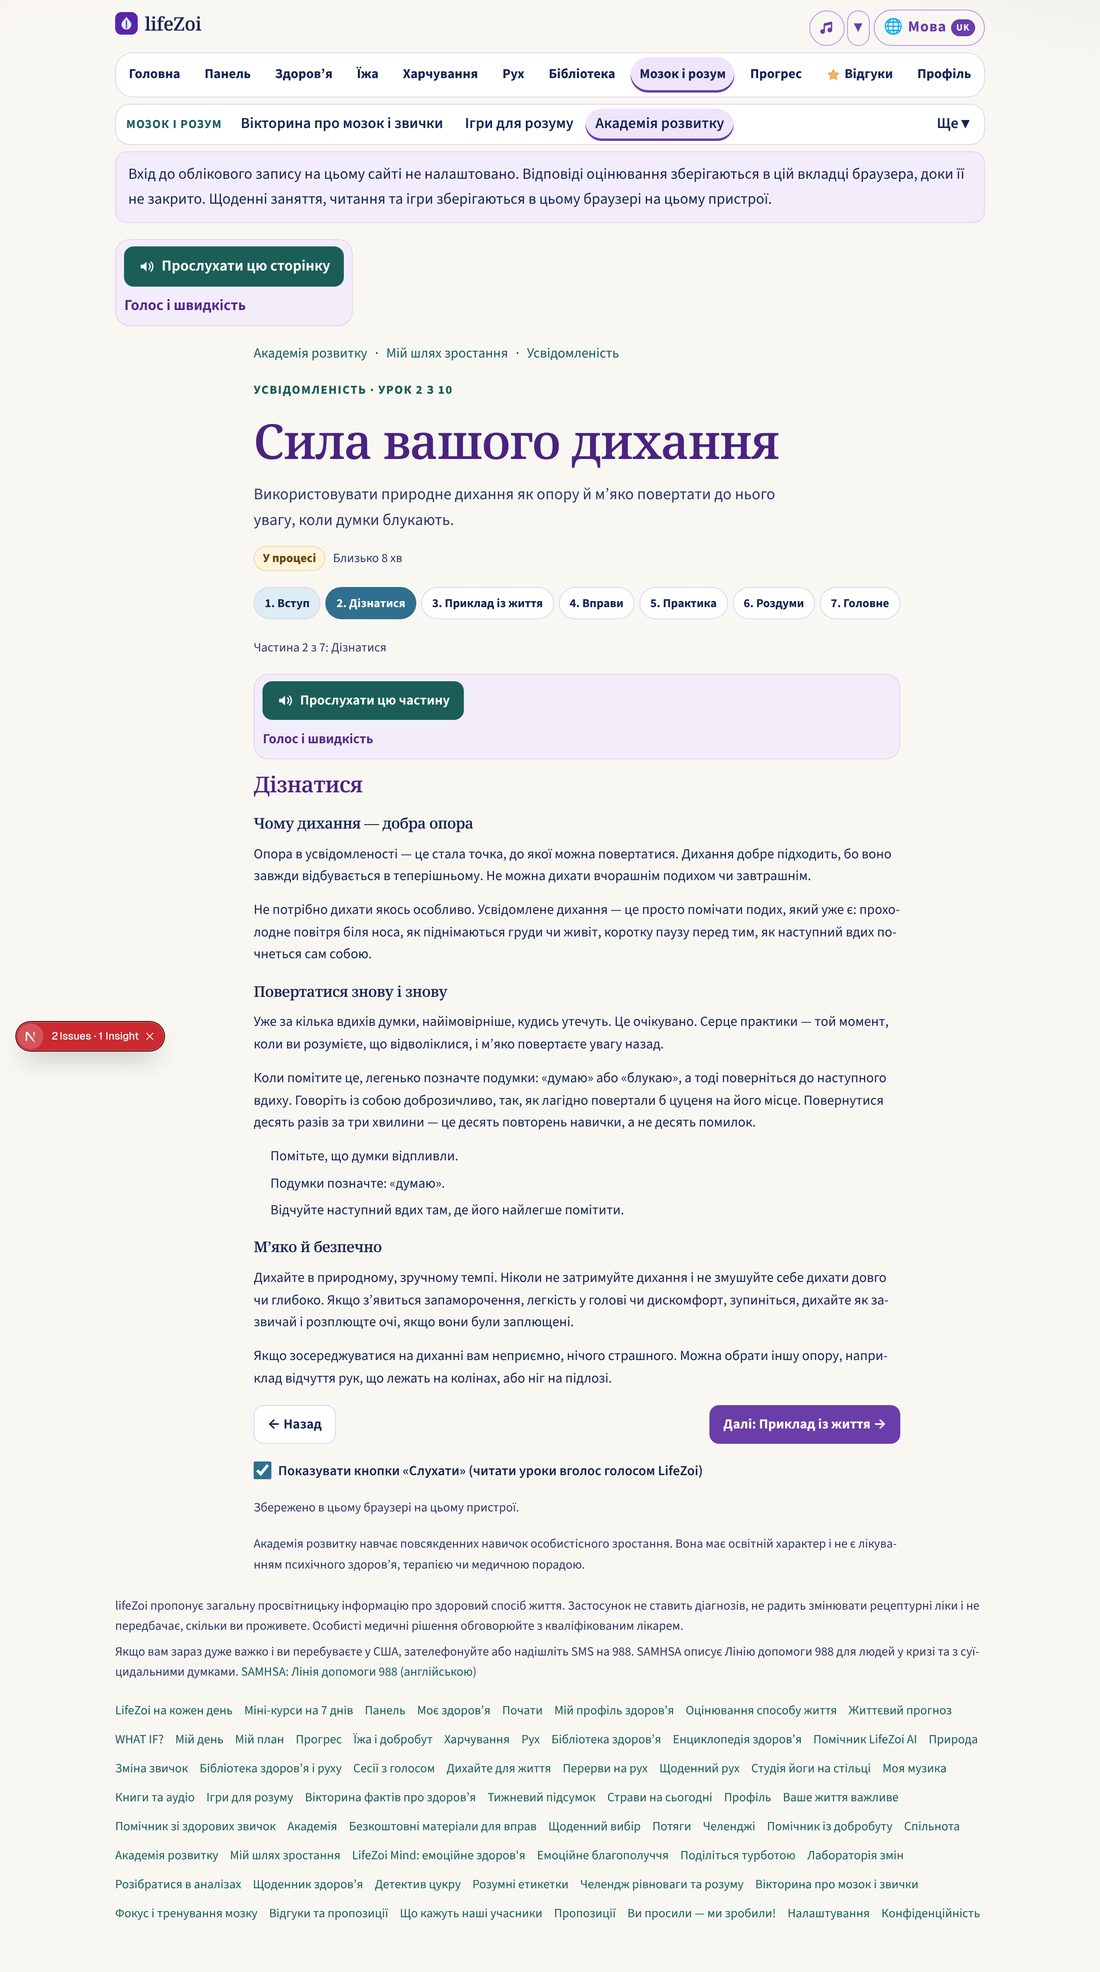 lifeZoi
▼
Мова UK
Головна Панель Здоров’я Їжа Харчування Рух Бібліотека Мозок і розум Прогрес Відгуки Профіль
МОЗОК І РОЗУМ Вікторина про мозок і звички Ігри для розуму Академія розвитку Ще ▼
Вхід до облікового запису на цьому сайті не налаштовано. Відповіді оцінювання зберігаються в цій вкладці браузера, доки її
не закрито. Щоденні заняття, читання та ігри зберігаються в цьому браузері на цьому пристрої.
Прослухати цю сторінку
Голос і швидкість
Академія розвитку · Мій шлях зростання · Усвідомленість
УСВІДОМЛЕНІСТЬ · УРОК 2 З 10
Сила вашого дихання
Використовувати природне дихання як опору й м’яко повертати до нього
увагу, коли думки блукають.
У процесі Близько 8 хв
1. Вступ 2. Дізнатися 3. Приклад із життя 4. Вправи 5. Практика 6. Роздуми 7. Головне
Частина 2 з 7: Дізнатися
Прослухати цю частину
Голос і швидкість
Дізнатися
Чому дихання — добра опора
Опора в усвідомленості — це стала точка, до якої можна повертатися. Дихання добре підходить, бо воно
завжди відбувається в теперішньому. Не можна дихати вчорашнім подихом чи завтрашнім.
Не потрібно дихати якось особливо. Усвідомлене дихання — це просто помічати подих, який уже є: прохо-
лодне повітря біля носа, як піднімаються груди чи живіт, коротку паузу перед тим, як наступний вдих по-
чнеться сам собою.
Повертатися знову і знову
Уже за кілька вдихів думки, найімовірніше, кудись утечуть. Це очікувано. Серце практики — той момент,
коли ви розумієте, що відволіклися, і м’яко повертаєте увагу назад.
Коли помітите це, легенько позначте подумки: «думаю» або «блукаю», а тоді поверніться до наступного
вдиху. Говоріть із собою доброзичливо, так, як лагідно повертали б цуценя на його місце. Повернутися
десять разів за три хвилини — це десять повторень навички, а не десять помилок.
Помітьте, що думки відпливли.
Подумки позначте: «думаю».
Відчуйте наступний вдих там, де його найлегше помітити.
М’яко й безпечно
Дихайте в природному, зручному темпі. Ніколи не затримуйте дихання і не змушуйте себе дихати довго
чи глибоко. Якщо з’явиться запаморочення, легкість у голові чи дискомфорт, зупиніться, дихайте як за-
звичай і розплющте очі, якщо вони були заплющені.
Якщо зосереджуватися на диханні вам неприємно, нічого страшного. Можна обрати іншу опору, напри-
клад відчуття рук, що лежать на колінах, або ніг на підлозі.
← Назад Далі: Приклад із життя →
Показувати кнопки «Слухати» (читати уроки вголос голосом LifeZoi)
Збережено в цьому браузері на цьому пристрої.
Академія розвитку навчає повсякденних навичок особистісного зростання. Вона має освітній характер і не є лікува-
нням психічного здоров’я, терапією чи медичною порадою.
N 2 Issues · 1 Insight ×
lifeZoi пропонує загальну просвітницьку інформацію про здоровий спосіб життя. Застосунок не ставить діагнозів, не радить змінювати рецептурні ліки і не
передбачає, скільки ви проживете. Особисті медичні рішення обговорюйте з кваліфікованим лікарем.
Якщо вам зараз дуже важко і ви перебуваєте у США, зателефонуйте або надішліть SMS на 988. SAMHSA описує Лінію допомоги 988 для людей у кризі та з суї-
цидальними думками. SAMHSA: Лінія допомоги 988 (англійською)
LifeZoi на кожен день Міні-курси на 7 днів Панель Моє здоров’я Почати Мій профіль здоров’я Оцінювання способу життя Життєвий прогноз
WHAT IF? Мій день Мій план Прогрес Їжа і добробут Харчування Рух Бібліотека здоров’я Енциклопедія здоров’я Помічник LifeZoi AI Природа
Зміна звичок Бібліотека здоров’я і руху Сесії з голосом Дихайте для життя Перерви на рух Щоденний рух Студія йоги на стільці Моя музика
Книги та аудіо Ігри для розуму Вікторина фактів про здоров’я Тижневий підсумок Страви на сьогодні Профіль Ваше життя важливе
Помічник зі здорових звичок Академія Безкоштовні матеріали для вправ Щоденний вибір Потяги Челенджі Помічник із добробуту Спільнота
Академія розвитку Мій шлях зростання LifeZoi Mind: емоційне здоров'я Емоційне благополуччя Поділіться турботою Лабораторія змін
Розібратися в аналізах Щоденник здоров’я Детектив цукру Розумні етикетки Челендж рівноваги та розуму Вікторина про мозок і звички
Фокус і тренування мозку Відгуки та пропозиції Що кажуть наші учасники Пропозиції Ви просили — ми зробили! Налаштування Конфіденційність